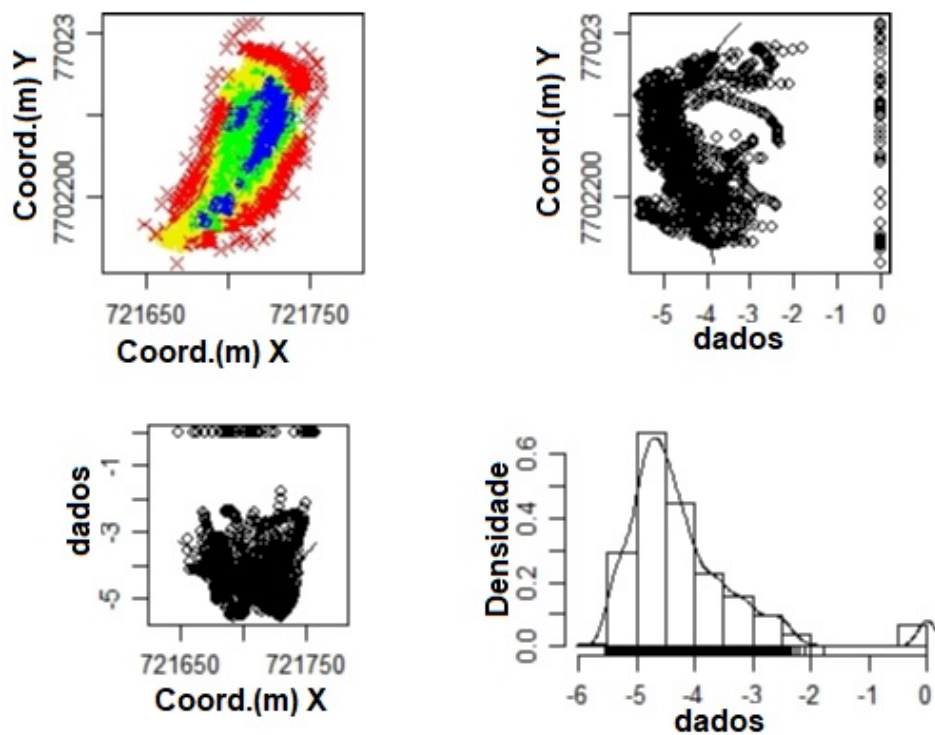 Coord.(m) Y
77023
7702200
721650 721750
Coord.(m) X
Coord.(m) Y
77023
7702200
-5 -4 -3 -2 -1 0
dados
dados
-1
-3
-5
721650 721750
Coord.(m) X
Densidade
0.6
0.4
0.2
0.0
-6 -5 -4 -3 -2 -1 0
dados